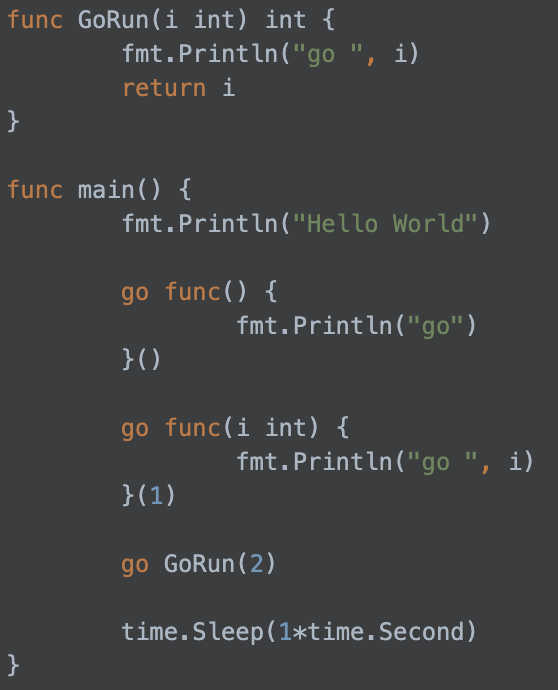 func GoRun(i int) int {
fmt.Println("go ", i)
return i
}
func main() {
fmt.Println("Hello World")
go func() {
fmt.Println("go")
}()
go func(i int) {
fmt.Println("go ", i)
}(1)
go GoRun(2)
time.Sleep(1*time.Second)
}